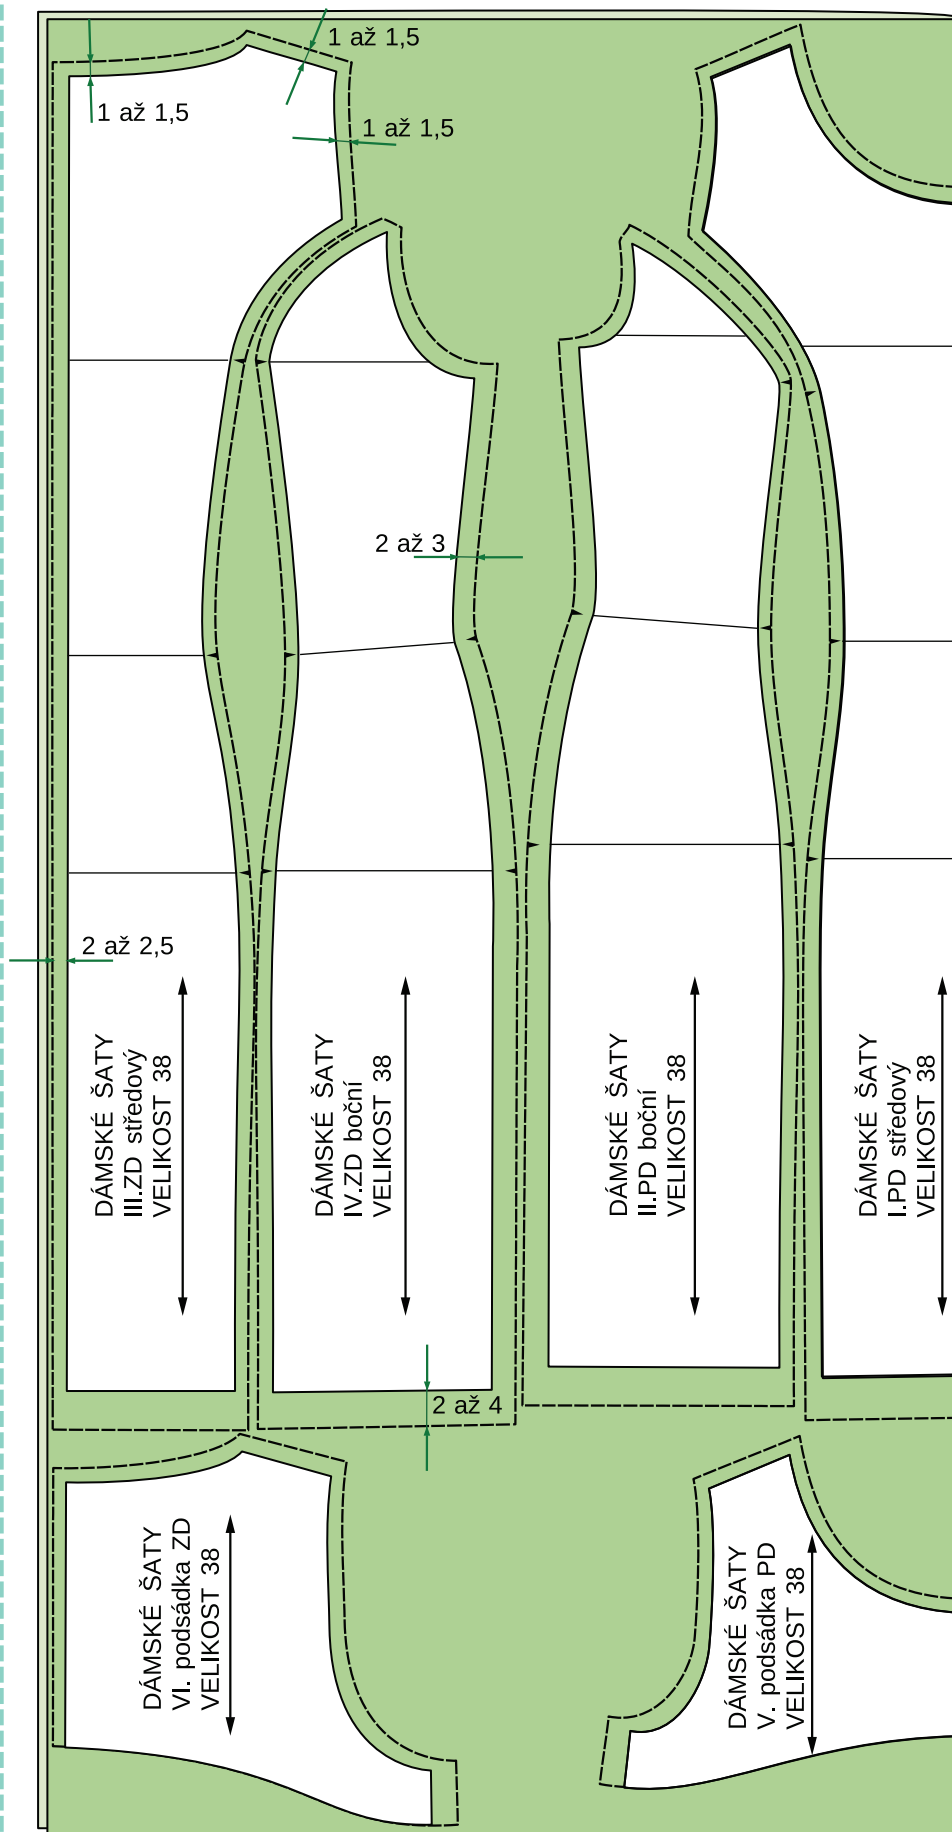 1 až 1,5
1 až 1,5
1 až 1,5
2 až 3
2 až 2,5
DÁMSKÉ ŠATY
III.ZD středový
VELIKOST 38
DÁMSKÉ ŠATY
IV.ZD boční
VELIKOST 38
DÁMSKÉ ŠATY
II.PD boční
VELIKOST 38
DÁMSKÉ ŠATY
I.PD středový
VELIKOST 38
2 až 4
DÁMSKÉ ŠATY
VI. podsádka ZD
VELIKOST 38
DÁMSKÉ ŠATY
V. podsádka PD
VELIKOST 38